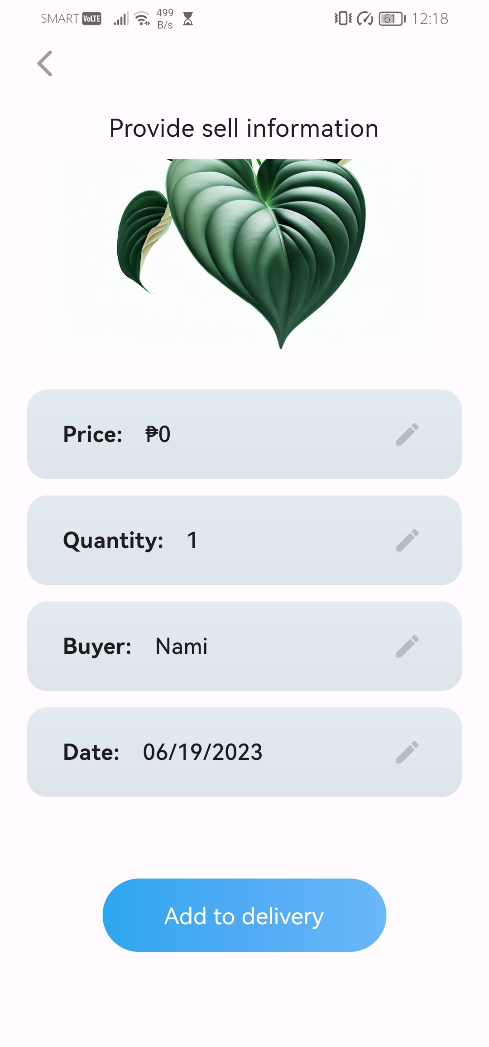 SMART VoLTE 499 B/s 61 12:18
Provide sell information
Price: ₱0
Quantity: 1
Buyer: Nami
Date: 06/19/2023
Add to delivery